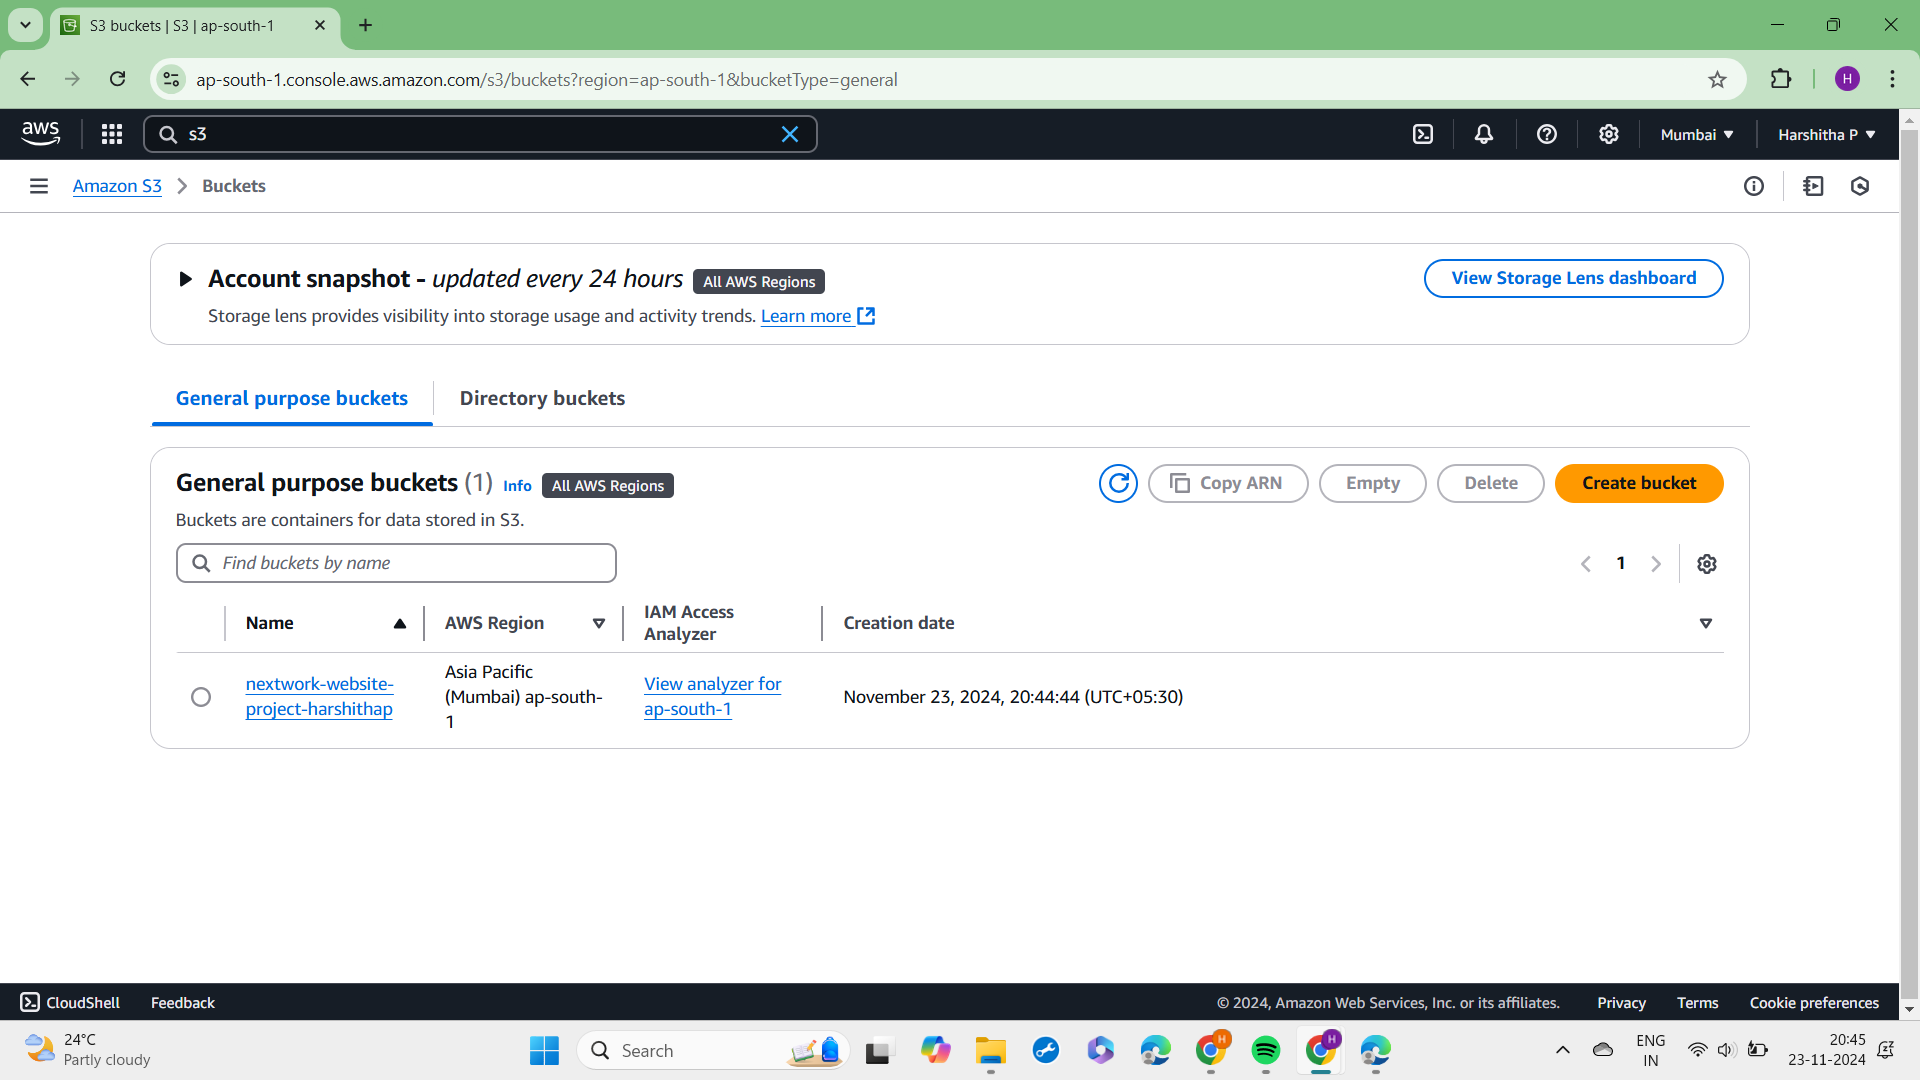 S3 buckets | S3 | ap-south-1
ap-south-1.console.aws.amazon.com/s3/buckets?region=ap-south-1&bucketType=general
H
aws
s3
Mumbai
Harshitha P
Amazon S3 > Buckets
Account snapshot - updated every 24 hours All AWS Regions
View Storage Lens dashboard
Storage lens provides visibility into storage usage and activity trends. Learn more
General purpose buckets
Directory buckets
General purpose buckets (1) Info All AWS Regions
Copy ARN
Empty
Delete
Create bucket
Buckets are containers for data stored in S3.
Find buckets by name
1
Name
AWS Region
IAM Access
Analyzer
Creation date
nextwork-website-
project-harshithap
Asia Pacific
(Mumbai) ap-south-
1
View analyzer for
ap-south-1
November 23, 2024, 20:44:44 (UTC+05:30)
CloudShell
Feedback
© 2024, Amazon Web Services, Inc. or its affiliates.
Privacy
Terms
Cookie preferences
24°C
Partly cloudy
Search
H
H
ENG
IN
20:45
23-11-2024